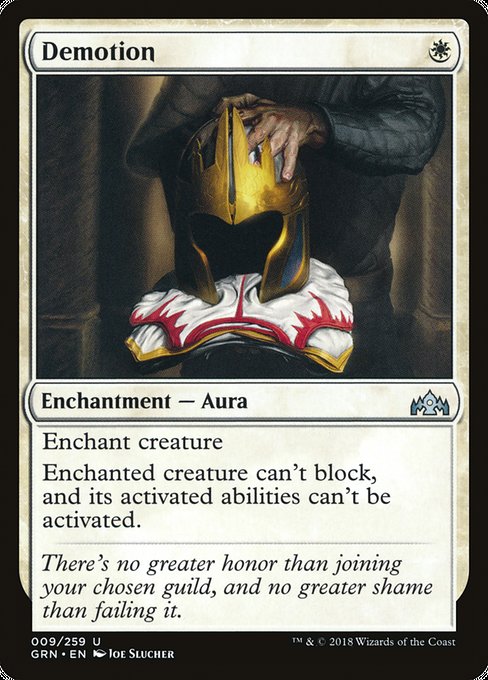 Demotion
Enchantment — Aura
Enchant creature
Enchanted creature can't block,
and its activated abilities can't be
activated.
There's no greater honor than joining
your chosen guild, and no greater shame
than failing it.
009/259 U
GRN • EN Joe Slucher
™ & © 2018 Wizards of the Coast